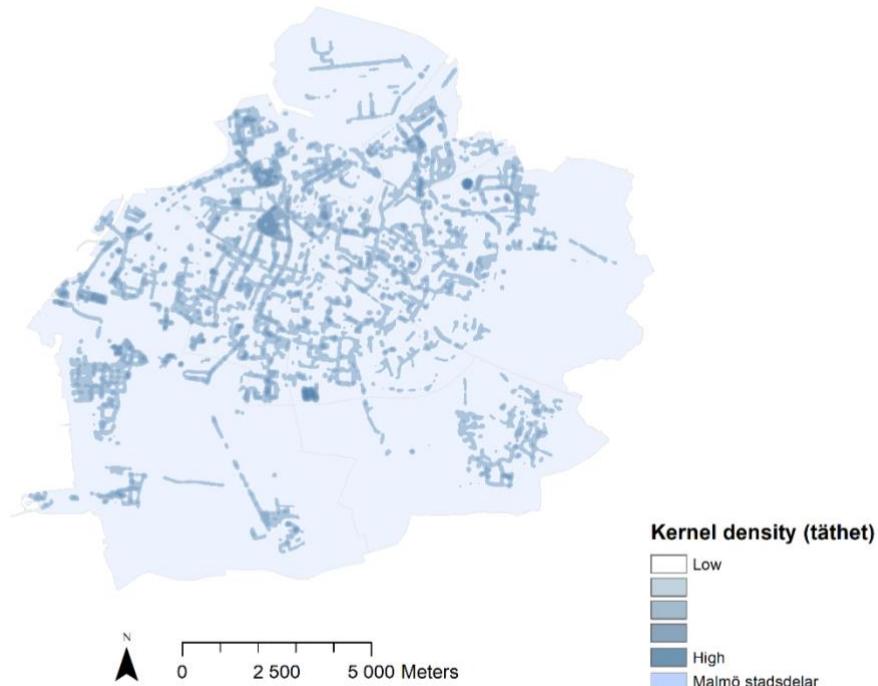 Kernel density (täthet)
Low
High
Malmö stadsdelar
N
0 2 500 5 000 Meters